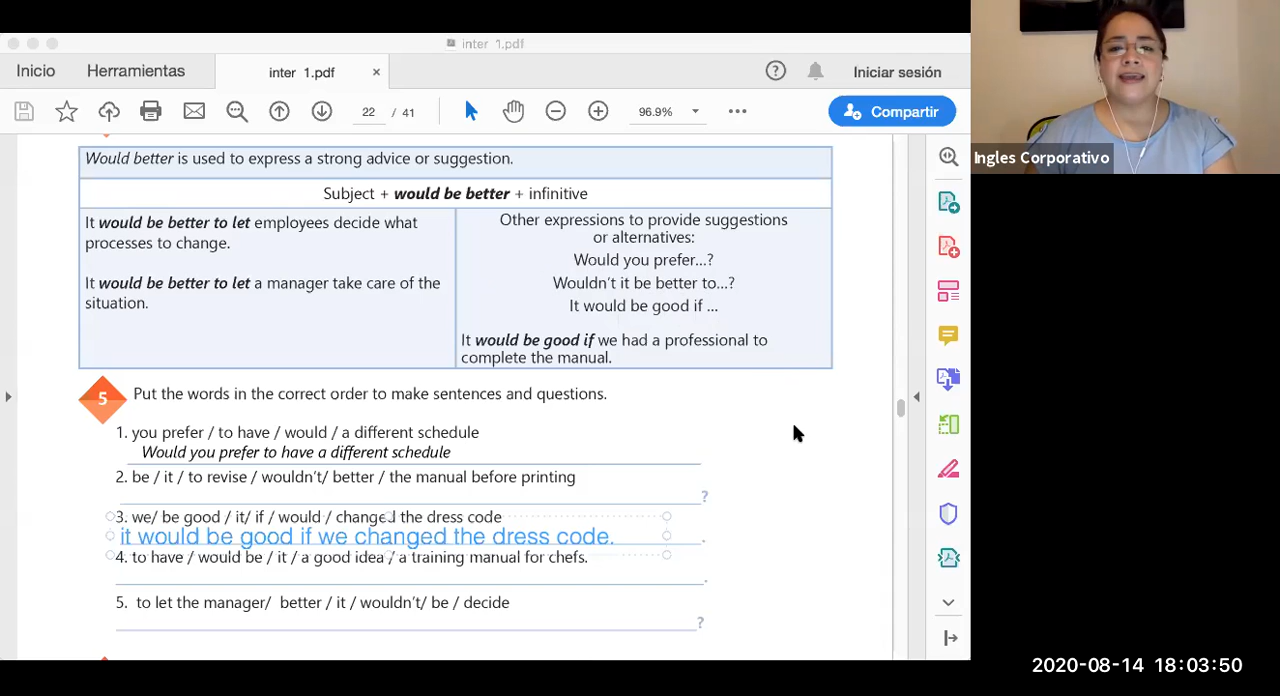 inter 1.pdf
Inicio
Herramientas
inter 1.pdf
×
Iniciar sesión
22 / 41
96.9%
Compartir
Ingles Corporativo
Would better is used to express a strong advice or suggestion.
Subject + would be better + infinitive
It would be better to let employees decide what
processes to change.
It would be better to let a manager take care of the
situation.
Other expressions to provide suggestions
or alternatives:
Would you prefer...?
Wouldn't it be better to...?
It would be good if ...
It would be good if we had a professional to
complete the manual.
5
Put the words in the correct order to make sentences and questions.
1. you prefer / to have / would / a different schedule
Would you prefer to have a different schedule
2. be / it / to revise / wouldn't/ better / the manual before printing
?
3. we/ be good / it/ if / would / changed the dress code
it would be good if we changed the dress code.
.
4. to have / would be / it / a good idea / a training manual for chefs.
.
5. to let the manager/ better / it / wouldn't/ be / decide
?
2020-08-14 18:03:50